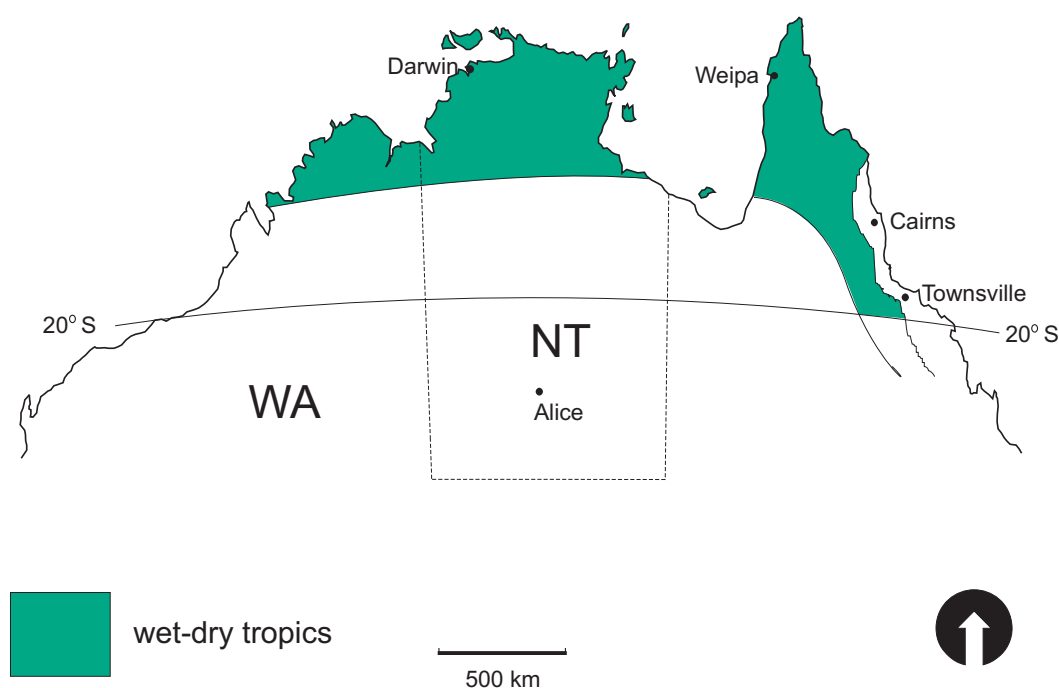 Darwin
Weipa
Cairns
Townsville
20° S
20° S
NT
WA
Alice
wet-dry tropics
500 km